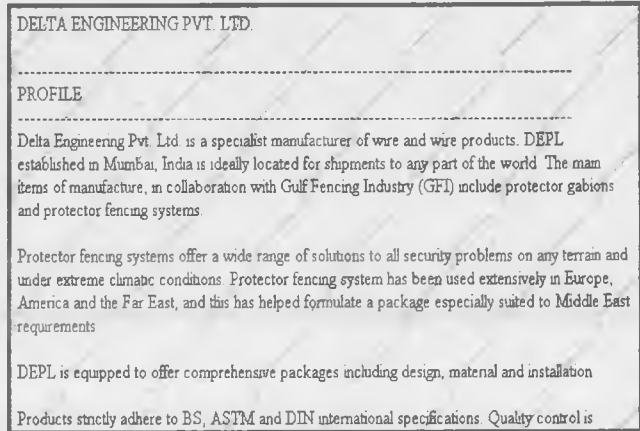 DELTA ENGINEERING PVT. LTD.
PROFILE
Delta Engineering Pvt. Ltd. is a specialist manufacturer of wire and wire products. DEPL
established in Mumbai, India is ideally located for shipments to any part of the world. The main
items of manufacture, in collaboration with Gulf Fencing Industry (GFI) include protector gabions
and protector fencing systems.
Protector fencing systems offer a wide range of solutions to all security problems on any terrain and
under extreme climatic conditions. Protector fencing system has been used extensively in Europe,
America and the Far East, and this has helped formulate a package especially suited to Middle East
requirements
DEPL is equipped to offer comprehensive packages including design, material and installation
Products strictly adhere to BS, ASTM and DIN international specifications. Quality control is